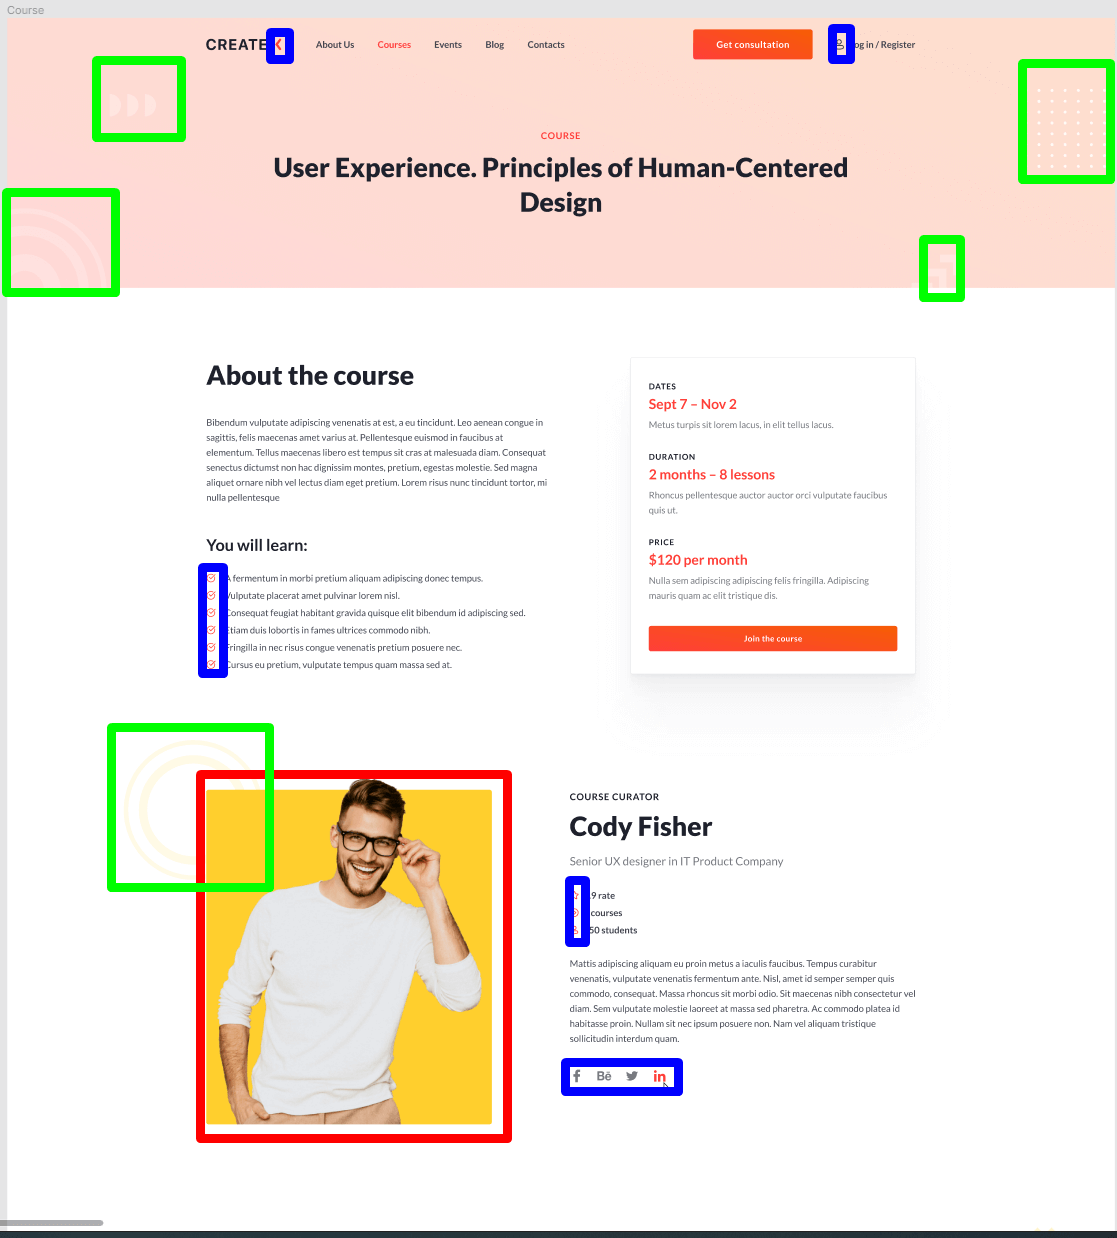 Course
CREATE
About Us
Courses
Events
Blog
Contacts
Get consultation
og in / Register
COURSE
User Experience. Principles of Human-Centered
Design
About the course
Bibendum vulputate adipiscing venenatis at est, a eu tincidunt. Leo aenean congue in
sagittis, felis maecenas amet varius at. Pellentesque euismod in faucibus at
elementum. Tellus maecenas libero est tempus sit cras at malesuada diam. Consequat
senectus dictumst non hac dignissim montes, pretium, egestas molestie. Sed magna
aliquet ornare nibh vel lectus diam eget pretium. Lorem risus nunc tincidunt tortor, mi
nulla pellentesque
You will learn:
A fermentum in morbi pretium aliquam adipiscing donec tempus.
Vulputate placerat amet pulvinar lorem nisl.
Consequat feugiat habitant gravida quisque elit bibendum id adipiscing sed.
Etiam duis lobortis in fames ultrices commodo nibh.
Fringilla in nec risus congue venenatis pretium posuere nec.
Cursus eu pretium, vulputate tempus quam massa sed at.
DATES
Sept 7 – Nov 2
Metus turpis sit lorem lacus, in elit tellus lacus.
DURATION
2 months – 8 lessons
Rhoncus pellentesque auctor auctor orci vulputate faucibus
quis ut.
PRICE
$120 per month
Nulla sem adipiscing adipiscing felis fringilla. Adipiscing
mauris quam ac elit tristique dis.
Join the course
COURSE CURATOR
Cody Fisher
Senior UX designer in IT Product Company
.9 rate
courses
50 students
Mattis adipiscing aliquam eu proin metus a iaculis faucibus. Tempus curabitur
venenatis, vulputate venenatis fermentum ante. Nisl, amet id semper semper quis
commodo, consequat. Massa rhoncus sit morbi odio. Sit maecenas nibh consectetur vel
diam. Sem vulputate molestie laoreet at massa sed pharetra. Ac commodo platea id
habitasse proin. Nullam sit nec ipsum posuere non. Nam vel aliquam tristique
sollicitudin interdum quam.